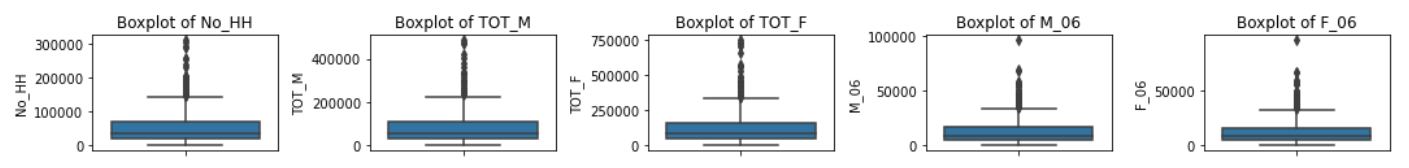 Boxplot of No_HH
300000
200000
100000
0
No_HH
Boxplot of TOT_M
400000
200000
0
TOT_M
Boxplot of TOT_F
750000
500000
250000
0
TOT_F
Boxplot of M_06
100000
50000
0
M_06
Boxplot of F_06
50000
0
F_06